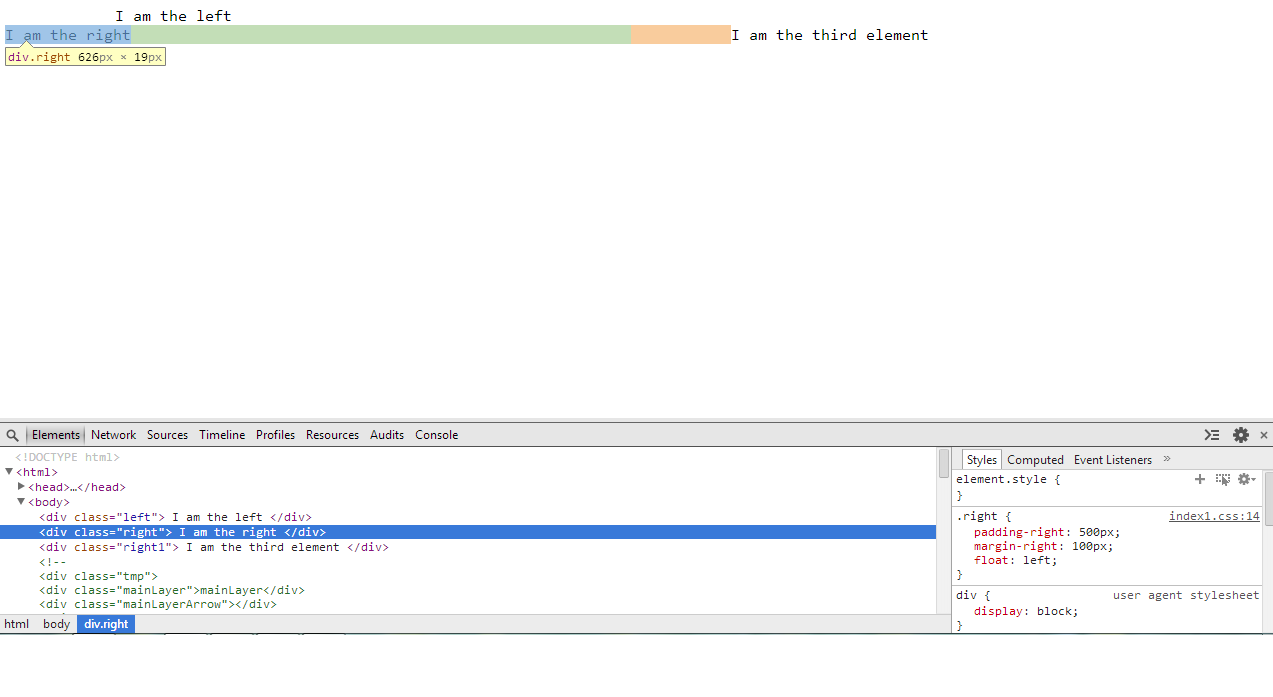 I am the left
I am the right I am the third element
div.right 626px × 19px
Elements Network Sources Timeline Profiles Resources Audits Console
<!DOCTYPE html>
<html>
<head>…</head>
<body>
<div class="left"> I am the left </div>
<div class="right"> I am the right </div>
<div class="right1"> I am the third element </div>
<!--
<div class="tmp">
<div class="mainLayer">mainLayer</div>
<div class="mainLayerArrow"></div>
html body div.right
Styles Computed Event Listeners »
element.style {
}
.right { index1.css:14
padding-right: 500px;
margin-right: 100px;
float: left;
}
div { user agent stylesheet
display: block;
}